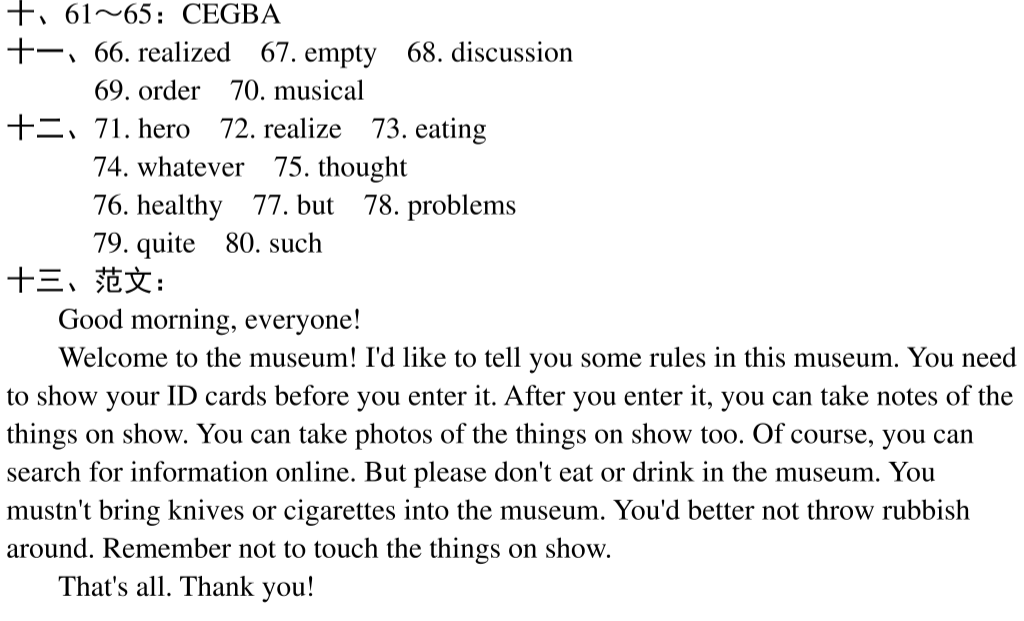 十、61～65：CEGBA
十一、66. realized 67. empty 68. discussion
69. order 70. musical
十二、71. hero 72. realize 73. eating
74. whatever 75. thought
76. healthy 77. but 78. problems
79. quite 80. such
十三、范文：
Good morning, everyone!
Welcome to the museum! I'd like to tell you some rules in this museum. You need
to show your ID cards before you enter it. After you enter it, you can take notes of the
things on show. You can take photos of the things on show too. Of course, you can
search for information online. But please don't eat or drink in the museum. You
mustn't bring knives or cigarettes into the museum. You'd better not throw rubbish
around. Remember not to touch the things on show.
That's all. Thank you!